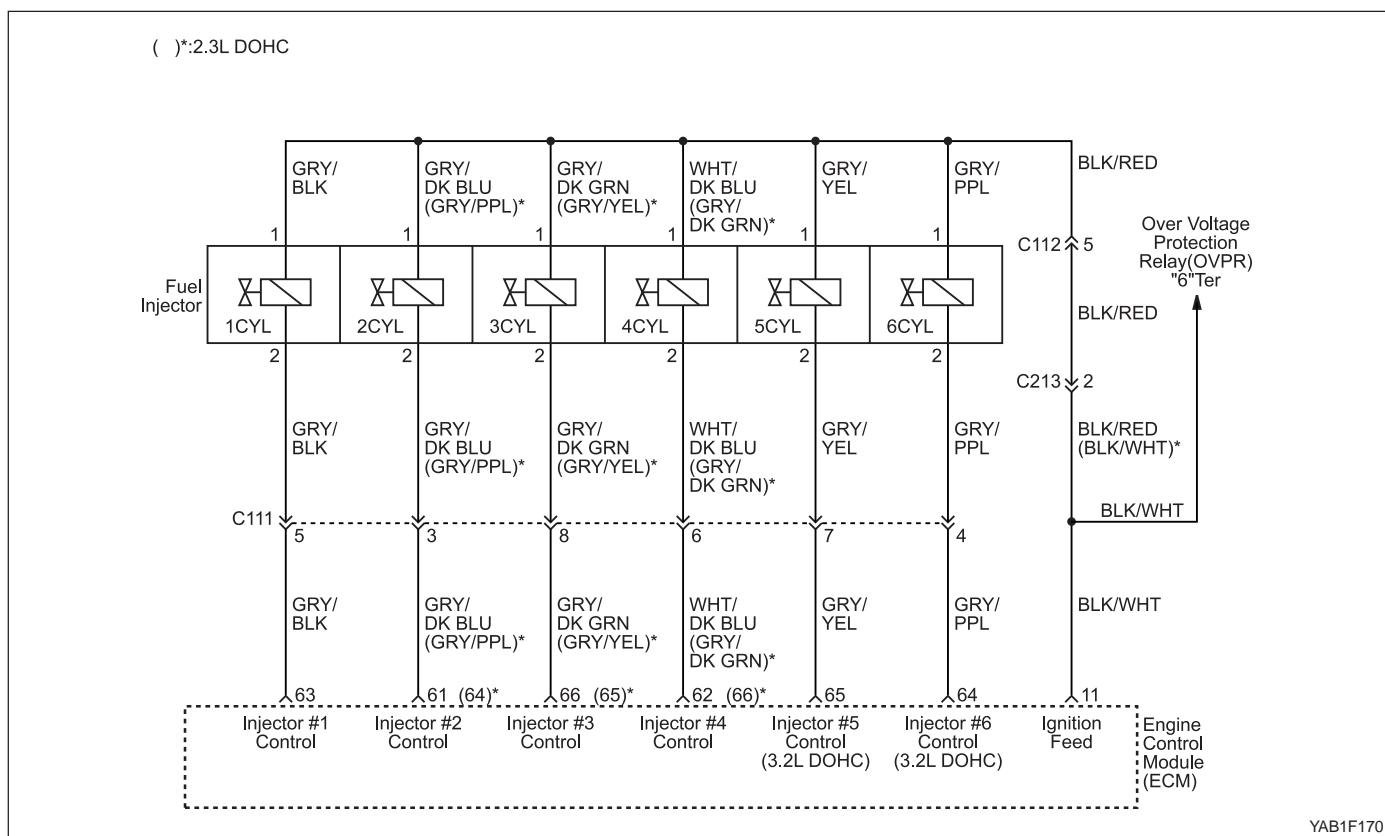 ( )*:2.3L DOHC
GRY/
BLK
GRY/
DK BLU
(GRY/PPL)*
GRY/
DK GRN
(GRY/YEL)*
WHT/
DK BLU
(GRY/
DK GRN)*
GRY/
YEL
GRY/
PPL
BLK/RED
1
1
1
1
1
1
C112
5
Over Voltage
Protection
Relay(OVPR)
"6"Ter
Fuel
Injector
1CYL
2CYL
3CYL
4CYL
5CYL
6CYL
BLK/RED
2
2
2
2
2
2
C213
2
GRY/
BLK
GRY/
DK BLU
(GRY/PPL)*
GRY/
DK GRN
(GRY/YEL)*
WHT/
DK BLU
(GRY/
DK GRN)*
GRY/
YEL
GRY/
PPL
BLK/RED
(BLK/WHT)*
BLK/WHT
C111
5
3
8
6
7
4
GRY/
BLK
GRY/
DK BLU
(GRY/PPL)*
GRY/
DK GRN
(GRY/YEL)*
WHT/
DK BLU
(GRY/
DK GRN)*
GRY/
YEL
GRY/
PPL
BLK/WHT
63
61 (64)*
66 (65)*
62 (66)*
65
64
11
Injector #1
Control
Injector #2
Control
Injector #3
Control
Injector #4
Control
Injector #5
Control
(3.2L DOHC)
Injector #6
Control
(3.2L DOHC)
Ignition
Feed
Engine
Control
Module
(ECM)
YAB1F170